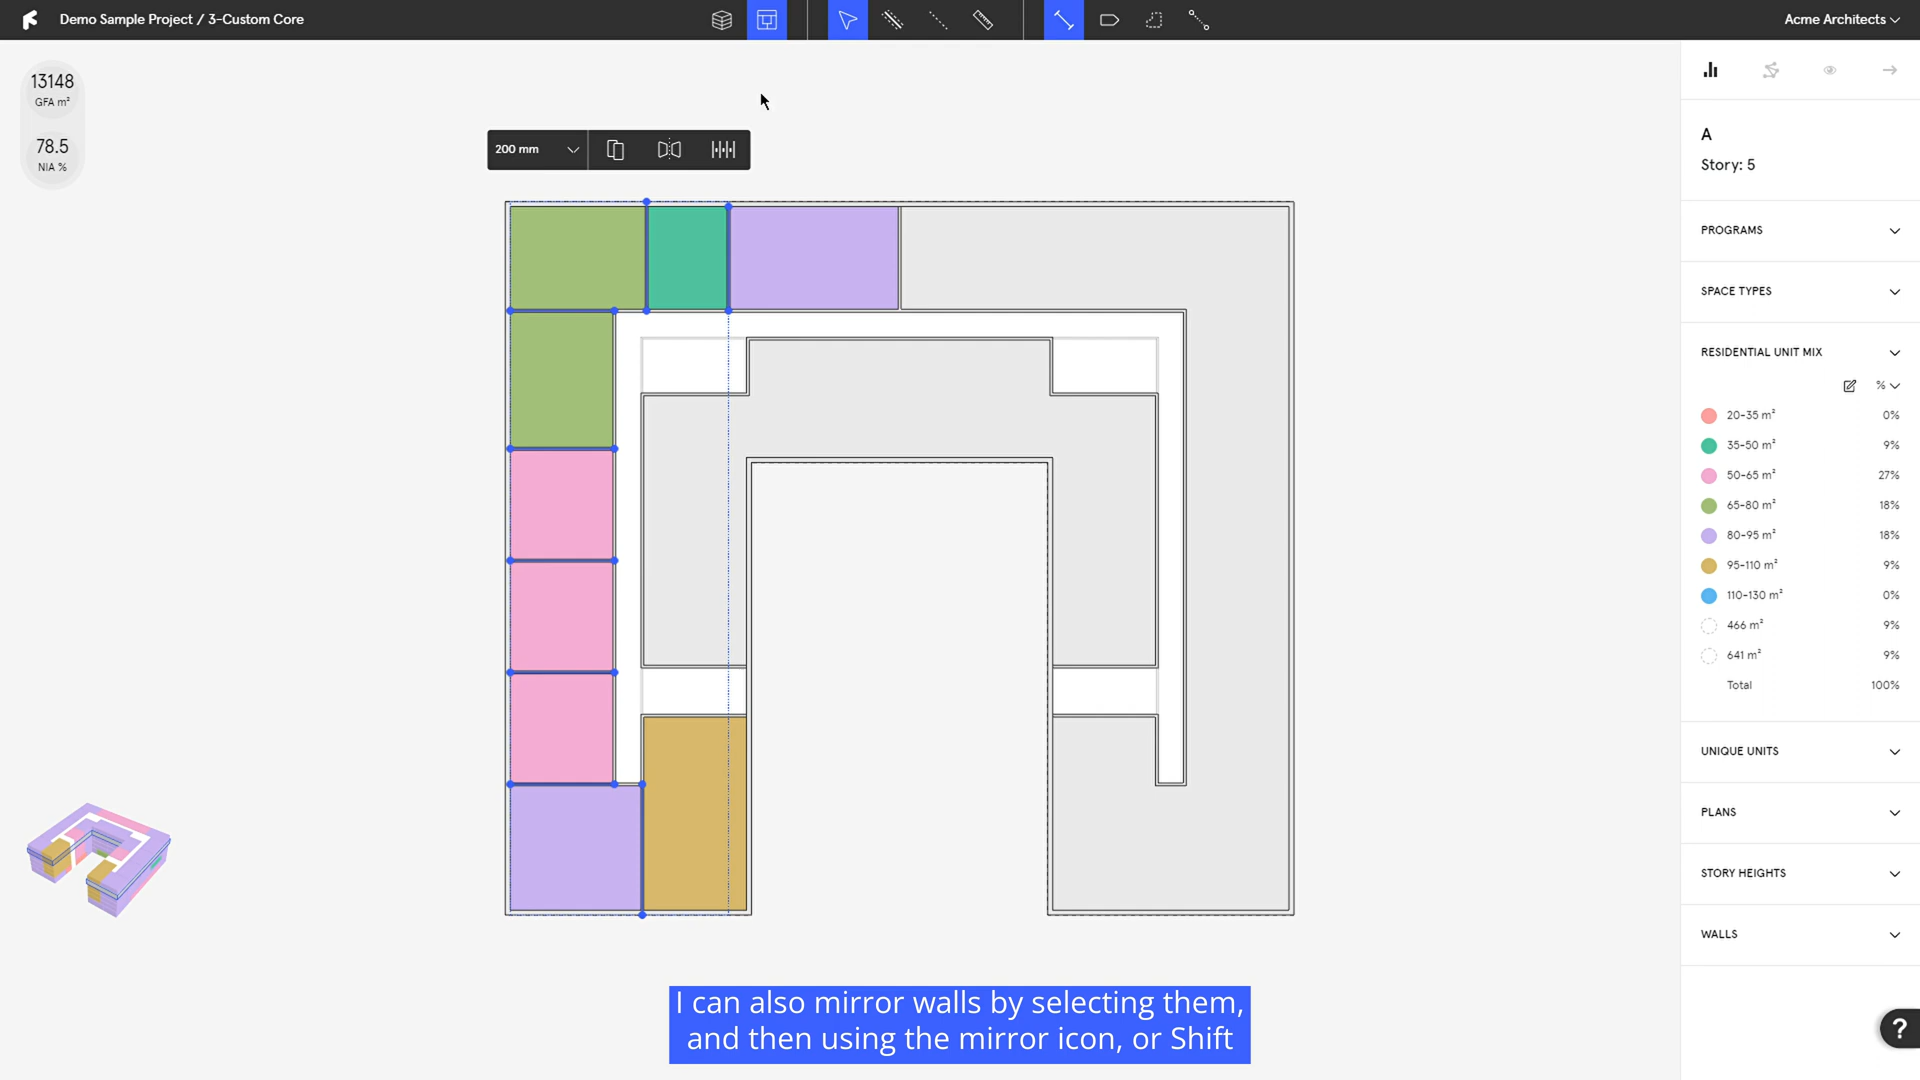 Demo Sample Project / 3-Custom Core
Acme Architects
13148
GFA m²
78.5
NIA %
200 mm
A
Story: 5
PROGRAMS
SPACE TYPES
RESIDENTIAL UNIT MIX
%
20-35 m² 0%
35-50 m² 9%
50-65 m² 27%
65-80 m² 18%
80-95 m² 18%
95-110 m² 9%
110-130 m² 0%
466 m² 9%
641 m² 9%
Total 100%
UNIQUE UNITS
PLANS
STORY HEIGHTS
WALLS
I can also mirror walls by selecting them,
and then using the mirror icon, or Shift
?